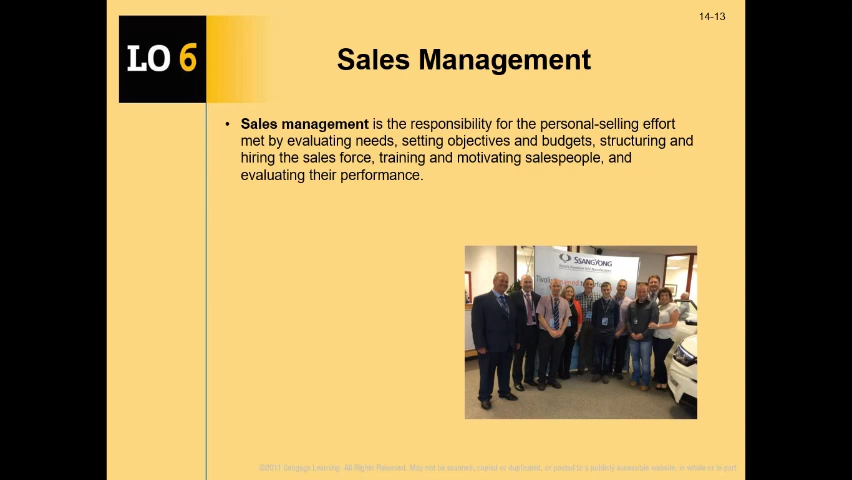 14-13
LO 6
Sales Management
• Sales management is the responsibility for the personal-selling effort
met by evaluating needs, setting objectives and budgets, structuring and
hiring the sales force, training and motivating salespeople, and
evaluating their performance.
SSANGYONG
©2011 Cengage Learning. All Rights Reserved. May not be scanned, copied or duplicated, or posted to a publicly accessible website, in whole or in part.